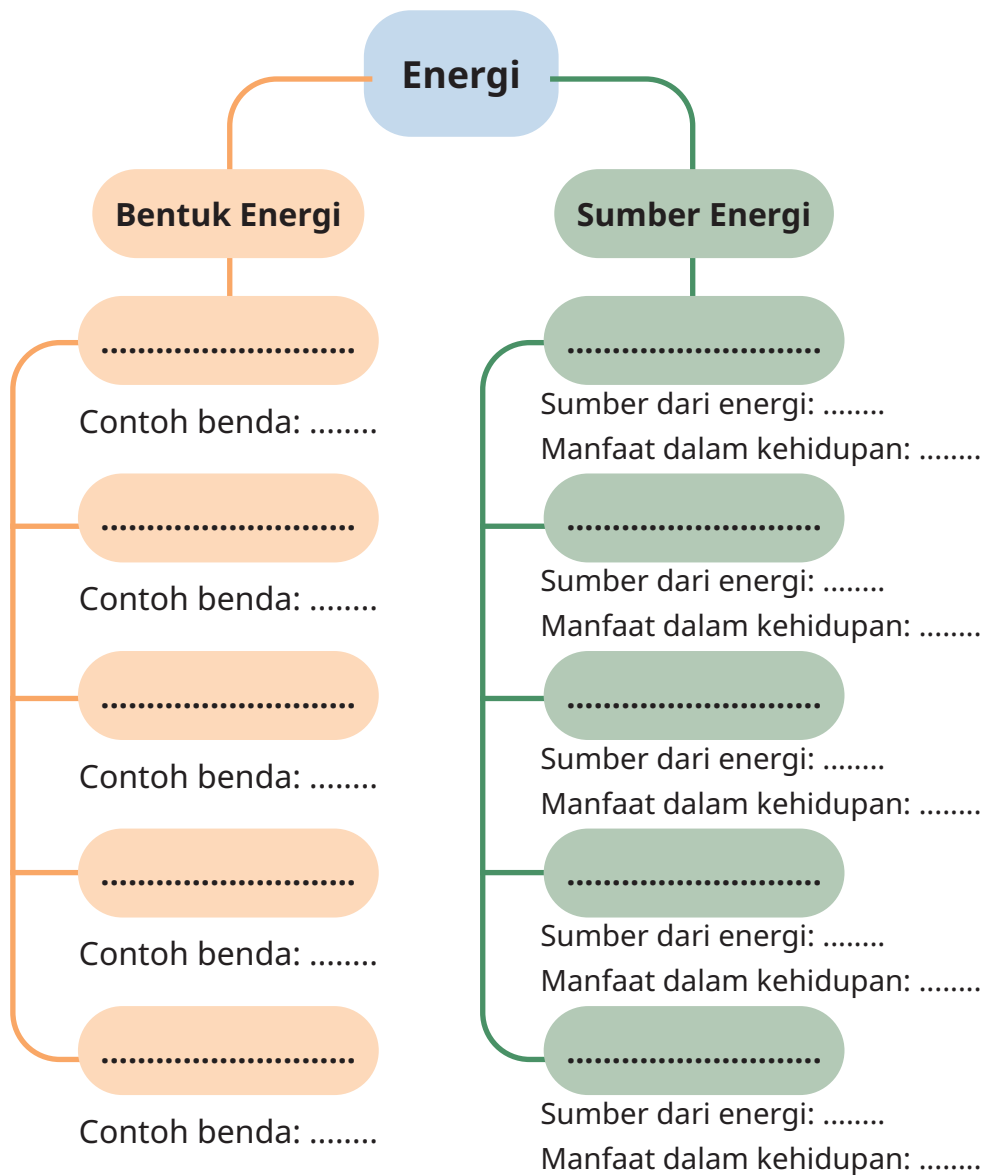 Energi
Bentuk Energi
............................
Contoh benda: ........
............................
Contoh benda: ........
............................
Contoh benda: ........
............................
Contoh benda: ........
............................
Contoh benda: ........
Sumber Energi
............................
Sumber dari energi: ........
Manfaat dalam kehidupan: ........
............................
Sumber dari energi: ........
Manfaat dalam kehidupan: ........
............................
Sumber dari energi: ........
Manfaat dalam kehidupan: ........
............................
Sumber dari energi: ........
Manfaat dalam kehidupan: ........
............................
Sumber dari energi: ........
Manfaat dalam kehidupan: ........